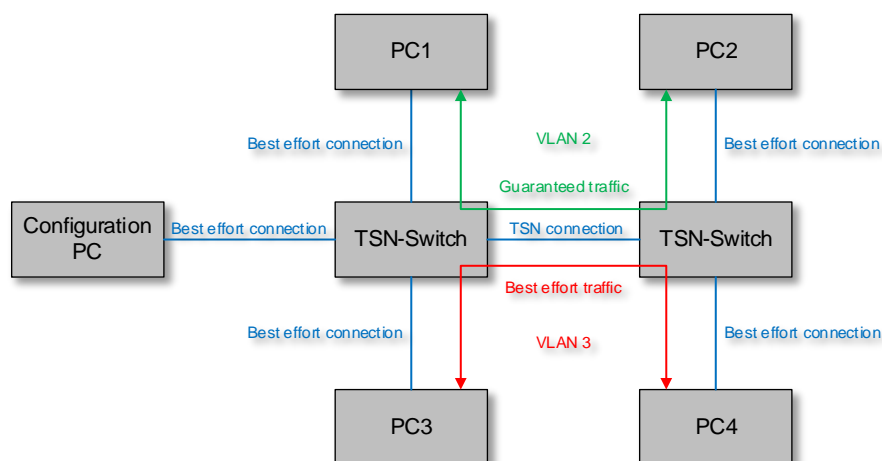 PC1
PC2
Best effort connection
VLAN 2
Best effort connection
Guaranteed traffic
Configuration
PC
Best effort connection
TSN-Switch
TSN connection
TSN-Switch
Best effort traffic
Best effort connection
VLAN 3
Best effort connection
PC3
PC4